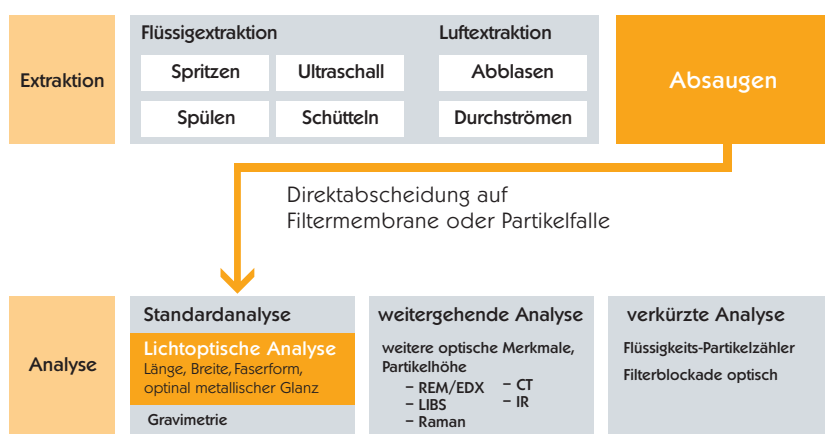 Extraktion
Flüssigextraktion
Spritzen
Ultraschall
Spülen
Schütteln
Luftextraktion
Abblasen
Durchströmen
Absaugen
Direktabscheidung auf
Filtermembrane oder Partikelfalle
Analyse
Standardanalyse
Lichtoptische Analyse
Länge, Breite, Faserform,
optinal metallischer Glanz
Gravimetrie
weitergehende Analyse
weitere optische Merkmale,
Partikelhöhe
– REM/EDX
– LIBS
– Raman
– CT
– IR
verkürzte Analyse
Flüssigkeits-Partikelzähler
Filterblockade optisch